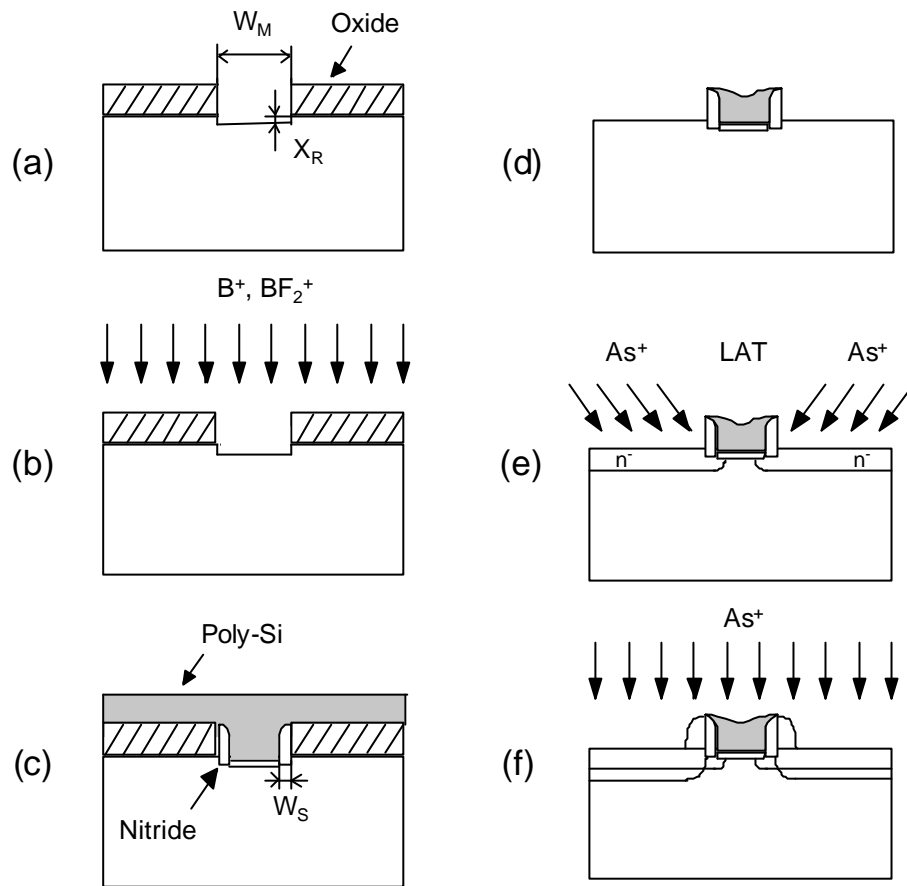 (a)
W_M
Oxide
X_R
(b)
B⁺, BF₂⁺
(c)
Poly-Si
Nitride
W_S
(d)
(e)
As⁺ LAT As⁺
n⁻ n⁻
(f)
As⁺